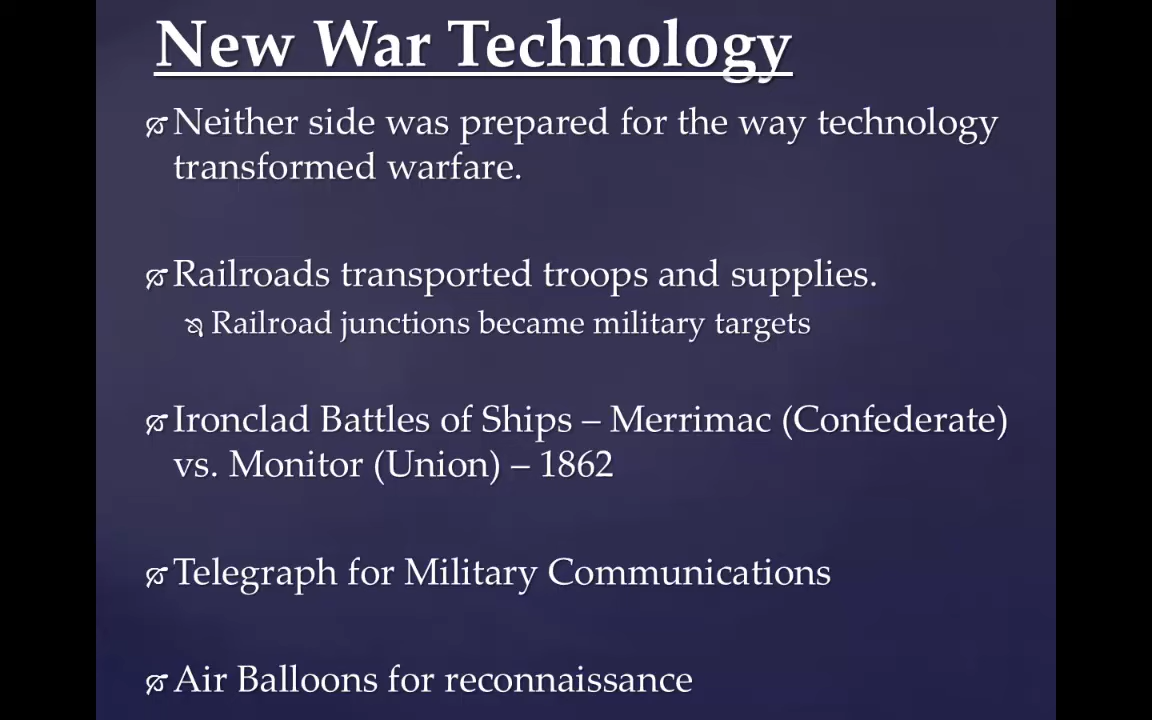 New War Technology
Neither side was prepared for the way technology
transformed warfare.
Railroads transported troops and supplies.
Railroad junctions became military targets
Ironclad Battles of Ships – Merrimac (Confederate)
vs. Monitor (Union) – 1862
Telegraph for Military Communications
Air Balloons for reconnaissance